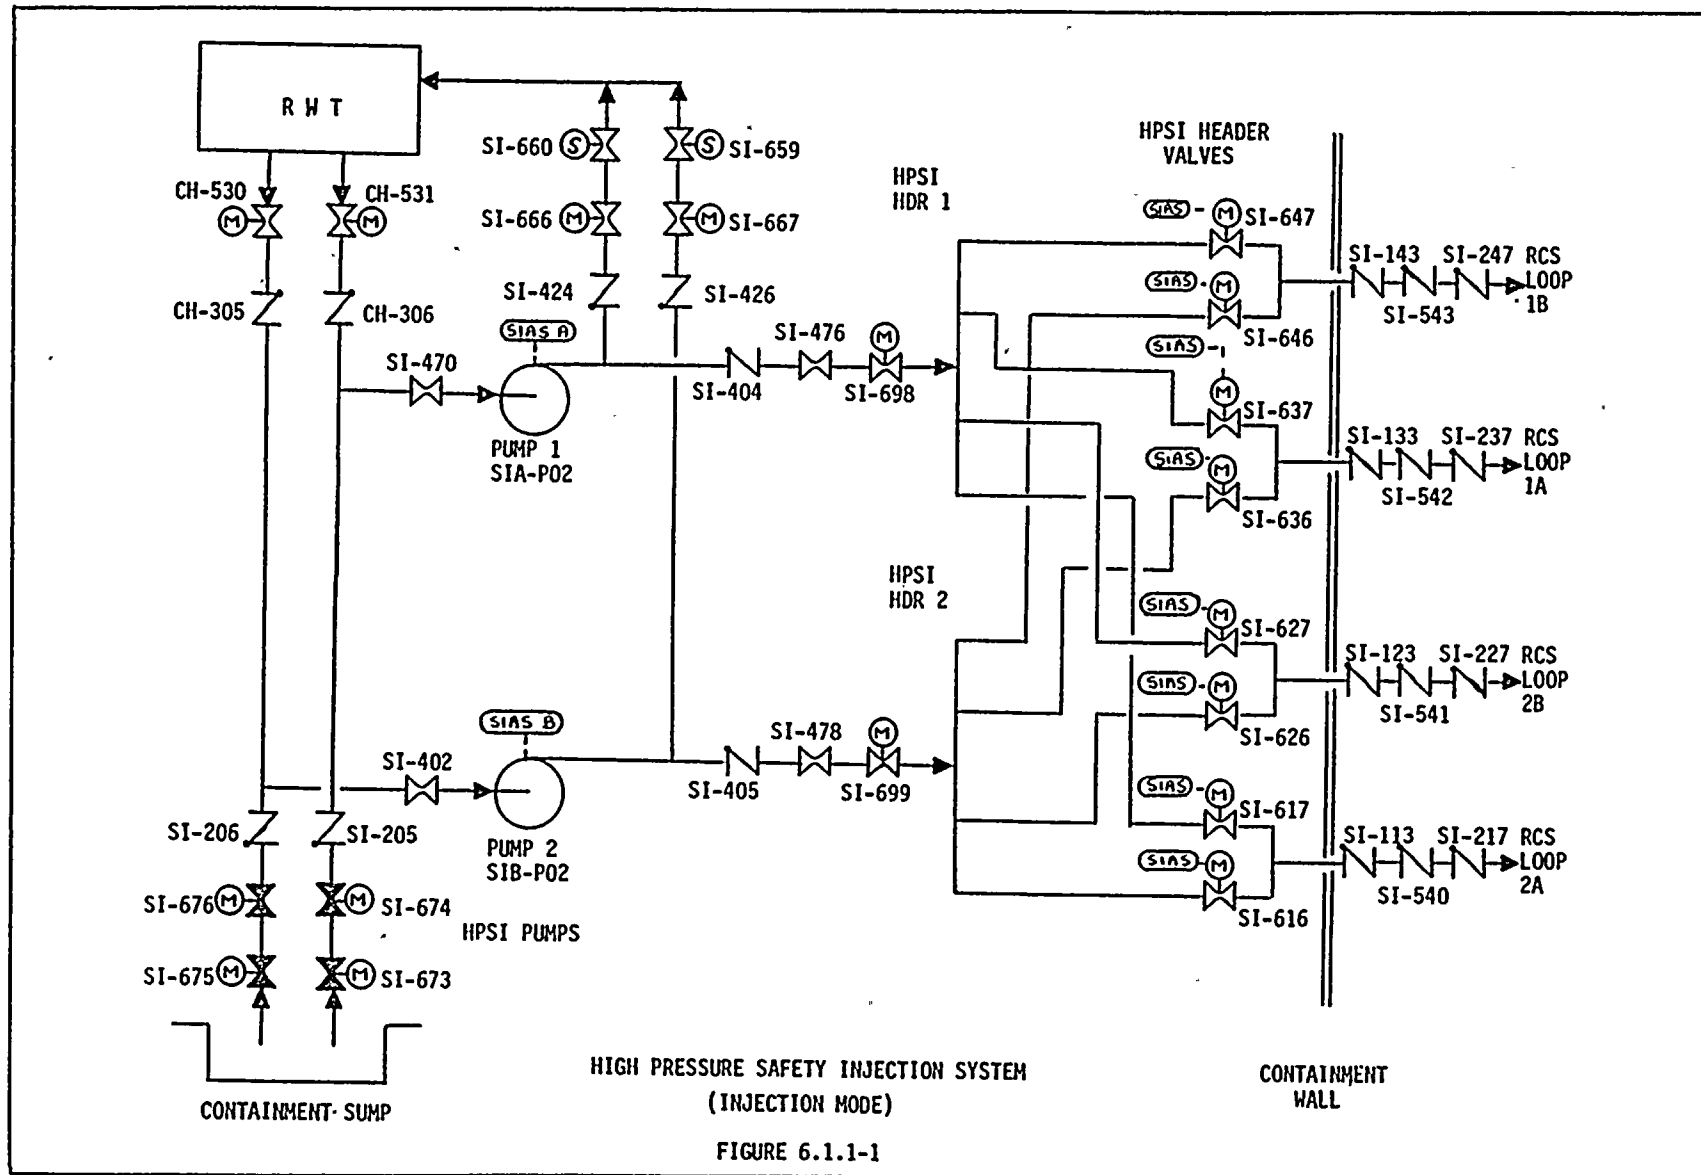 R W T
CH-530
CH-531
M
M
CH-305
CH-306
SI-660
S
S
SI-659
SI-666
M
M
SI-667
SI-424
SI-426
SIAS A
SI-470
PUMP 1
SIA-P02
SI-404
SI-476
M
SI-698
HPSI
HDR 1
HPSI HEADER
VALVES
SIAS
M
SI-647
SIAS
M
SI-646
SIAS
M
SI-637
SIAS
M
SI-636
SI-143
SI-543
SI-247
RCS
LOOP
1B
SI-133
SI-542
SI-237
RCS
LOOP
1A
HPSI
HDR 2
SIAS
M
SI-627
SIAS
M
SI-626
SIAS
M
SI-617
SIAS
M
SI-616
SI-123
SI-541
SI-227
RCS
LOOP
2B
SI-113
SI-540
SI-217
RCS
LOOP
2A
SIAS B
SI-402
PUMP 2
SIB-P02
SI-405
SI-478
M
SI-699
SI-206
SI-205
SI-676
M
M
SI-674
HPSI PUMPS
SI-675
M
M
SI-673
CONTAINMENT SUMP
HIGH PRESSURE SAFETY INJECTION SYSTEM
(INJECTION MODE)
FIGURE 6.1.1-1
CONTAINMENT
WALL